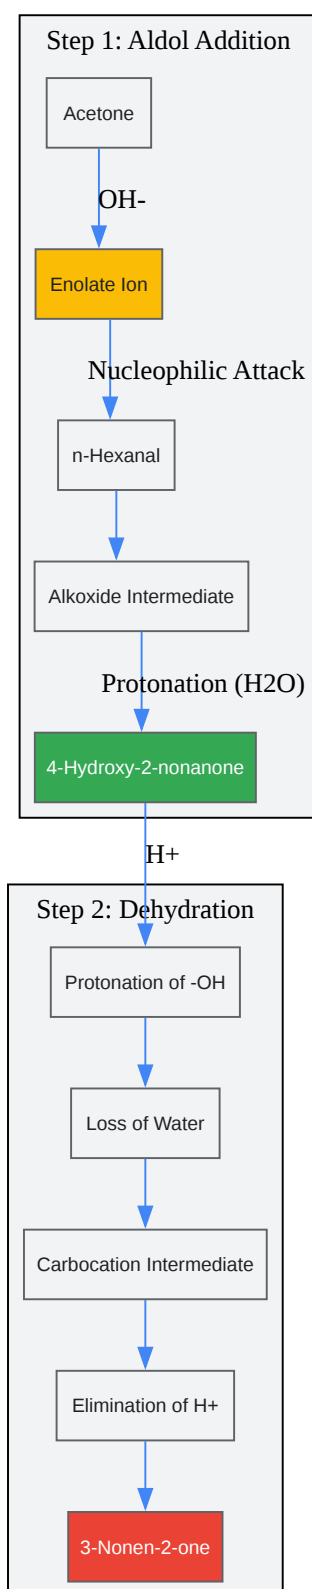 Step 1: Aldol Addition
Acetone
OH-
Enolate Ion
Nucleophilic Attack
n-Hexanal
Alkoxide Intermediate
Protonation (H2O)
4-Hydroxy-2-nonanone
H+
Step 2: Dehydration
Protonation of -OH
Loss of Water
Carbocation Intermediate
Elimination of H+
3-Nonen-2-one